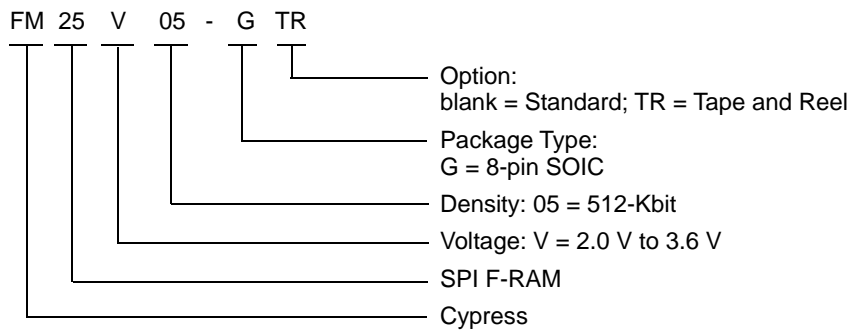 FM 25 V 05 - G TR
Option:
blank = Standard; TR = Tape and Reel
Package Type:
G = 8-pin SOIC
Density: 05 = 512-Kbit
Voltage: V = 2.0 V to 3.6 V
SPI F-RAM
Cypress